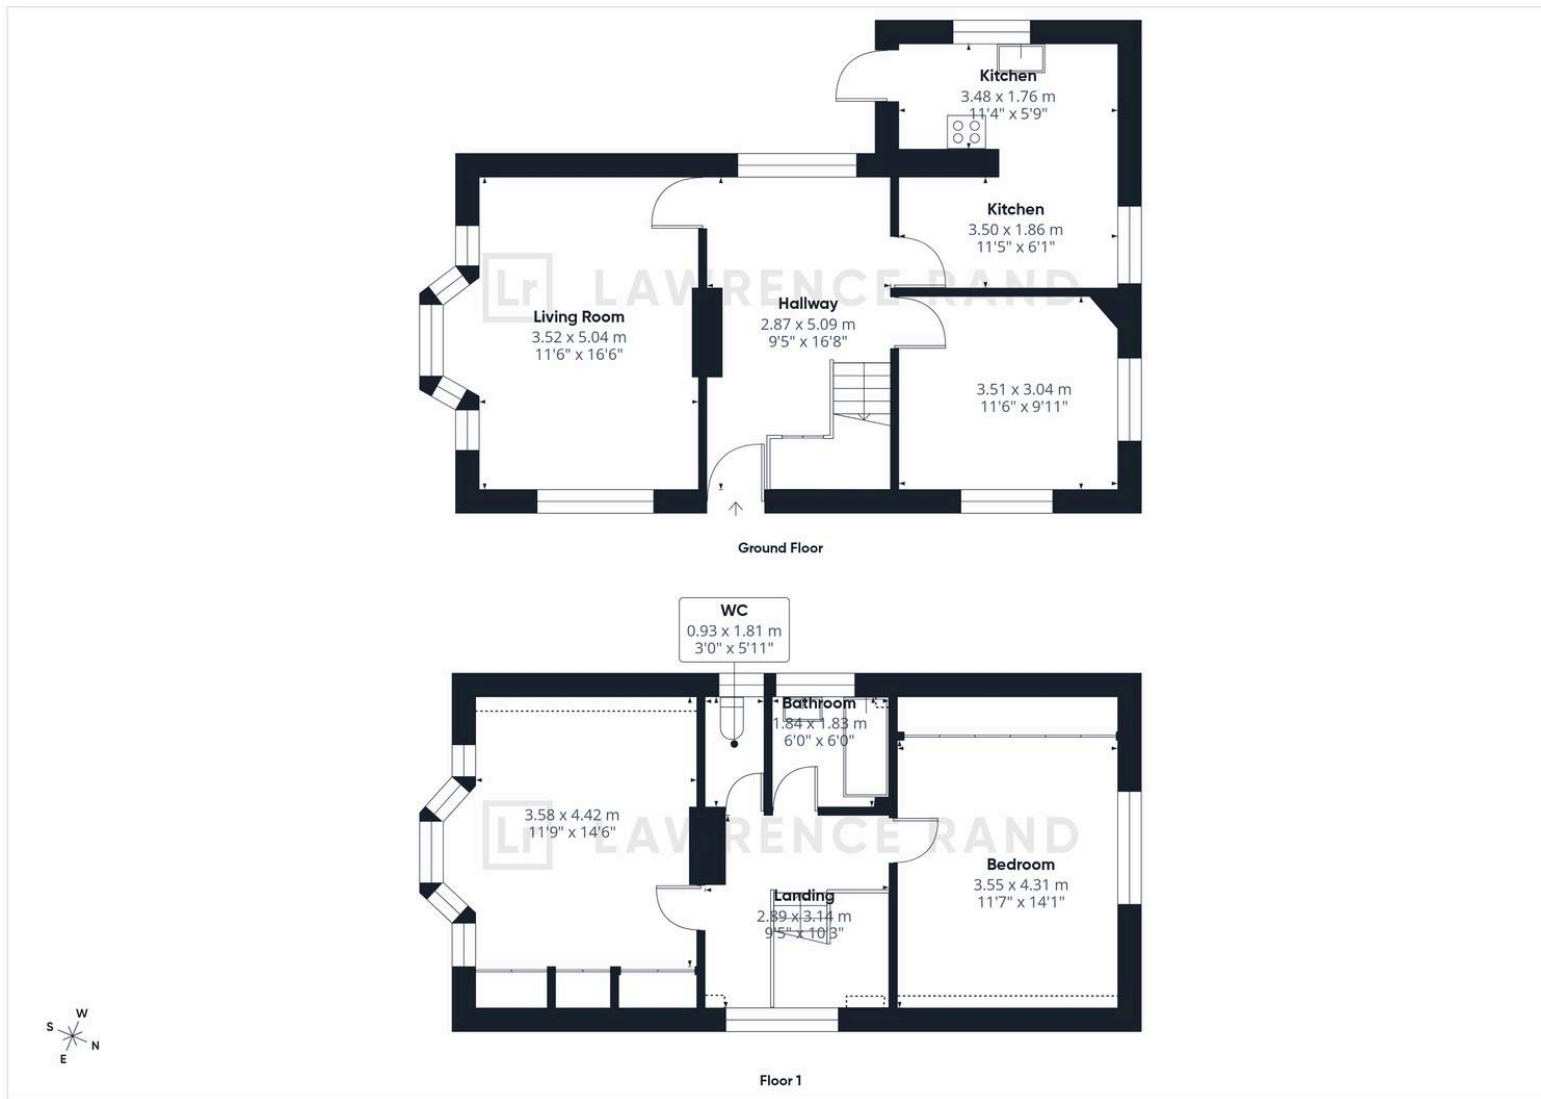 Kitchen
3.48 x 1.76 m
11'4" x 5'9"
Kitchen
3.50 x 1.86 m
11'5" x 6'1"
Lr LAWRENCE RAND
Living Room
3.52 x 5.04 m
11'6" x 16'6"
Hallway
2.87 x 5.09 m
9'5" x 16'8"
3.51 x 3.04 m
11'6" x 9'11"
Ground Floor
WC
0.93 x 1.81 m
3'0" x 5'11"
Bathroom
1.84 x 1.83 m
6'0" x 6'0"
3.58 x 4.42 m
11'9" x 14'6"
Lr LAWRENCE RAND
Bedroom
3.55 x 4.31 m
11'7" x 14'1"
Landing
2.89 x 3.14 m
9'5" x 10'3"
W
S
N
E
Floor 1